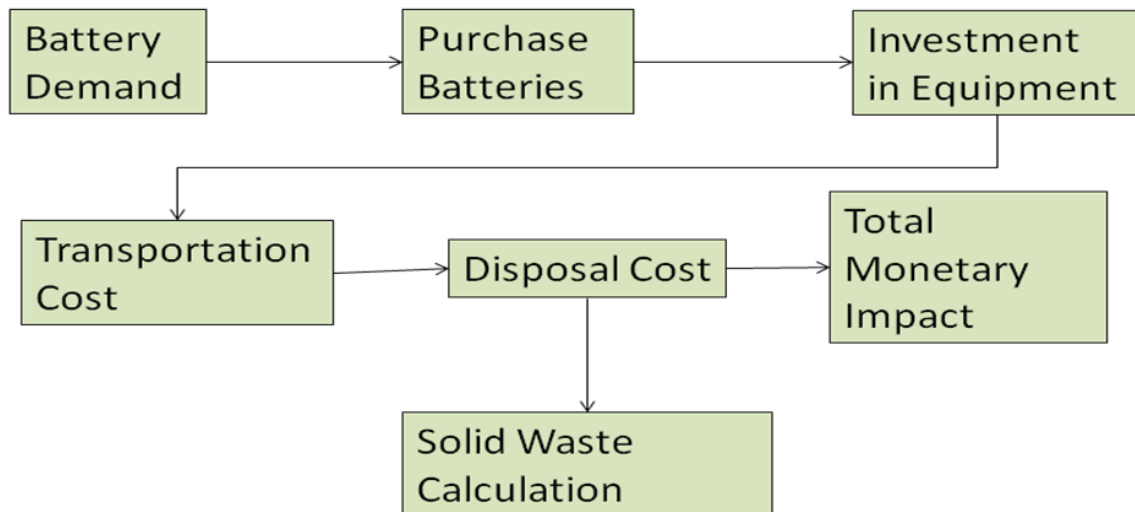 Battery
Demand
Purchase
Batteries
Investment
in Equipment
Transportation
Cost
Disposal Cost
Total
Monetary
Impact
Solid Waste
Calculation